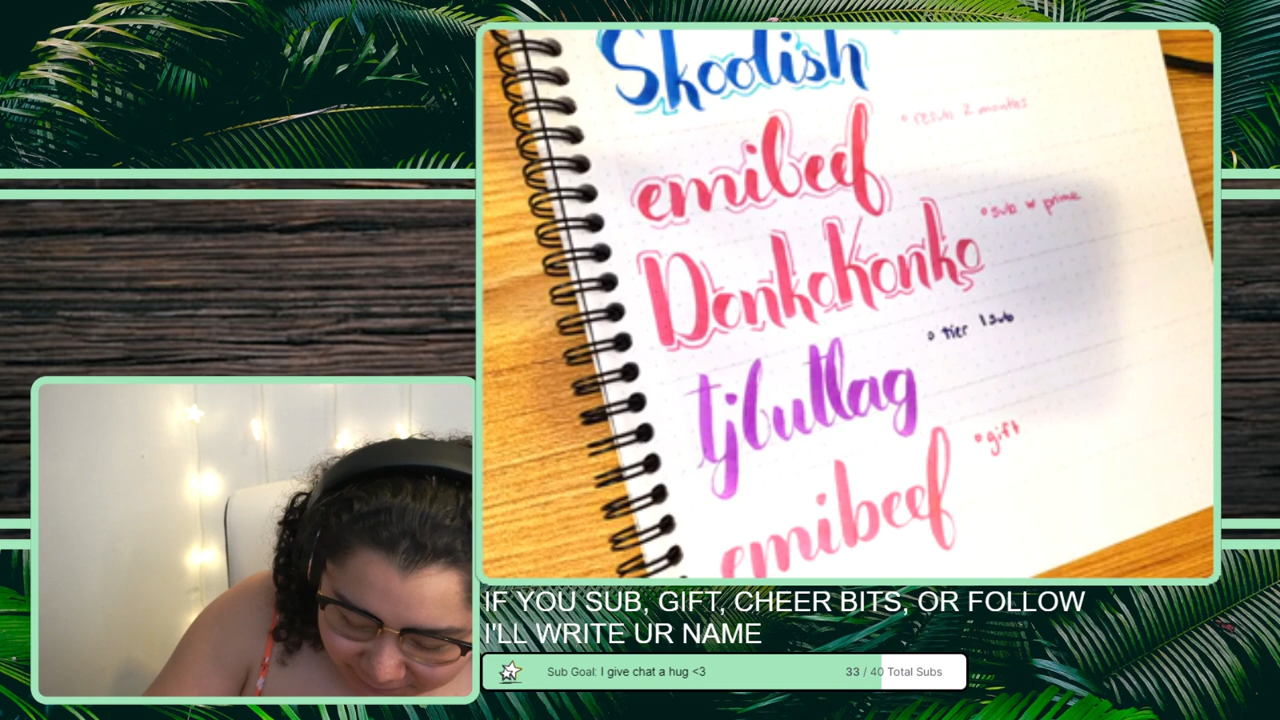 Skodish
emibeef
• resub 2 months
Donkokonko
• sub w prime
tjbutlag
• tier 1 sub
emibeef
• gift
IF YOU SUB, GIFT, CHEER BITS, OR FOLLOW
I'LL WRITE UR NAME
Sub Goal: I give chat a hug <3
33 / 40 Total Subs